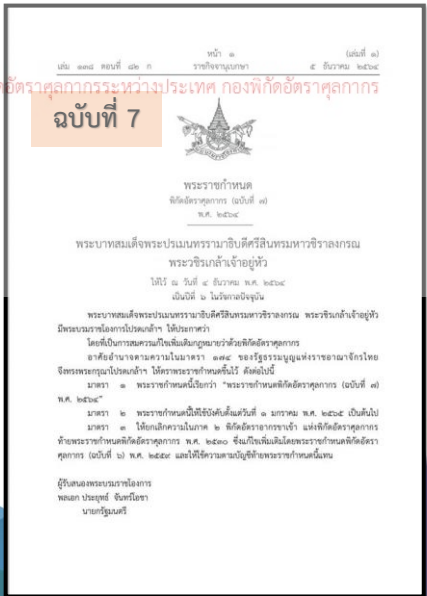 หน้า ๑
(เล่มที่ ๑)
เล่ม ๑๓๘ ตอนที่ ๘๒ ก ราชกิจจานุเบกษา ๕ ธันวาคม ๒๕๖๔
อัตราศุลกากรระหว่างประเทศ กองพิกัดอัตราศุลกากร
ฉบับที่ 7
พระราชกำหนด
พิกัดอัตราศุลกากร (ฉบับที่ ๗)
พ.ศ. ๒๕๖๔
พระบาทสมเด็จพระปรเมนทรรามาธิบดีศรีสินทรมหาวชิราลงกรณ
พระวชิรเกล้าเจ้าอยู่หัว
ให้ไว้ ณ วันที่ ๔ ธันวาคม พ.ศ. ๒๕๖๔
เป็นปีที่ ๖ ในรัชกาลปัจจุบัน
พระบาทสมเด็จพระปรเมนทรรามาธิบดีศรีสินทรมหาวชิราลงกรณ พระวชิรเกล้าเจ้าอยู่หัว
มีพระบรมราชโองการโปรดเกล้าฯ ให้ประกาศว่า
โดยที่เป็นการสมควรแก้ไขเพิ่มเติมกฎหมายว่าด้วยพิกัดอัตราศุลกากร
อาศัยอำนาจตามความในมาตรา ๑๗๔ ของรัฐธรรมนูญแห่งราชอาณาจักรไทย
จึงทรงพระกรุณาโปรดเกล้าฯ ให้ตราพระราชกำหนดขึ้นไว้ ดังต่อไปนี้
มาตรา ๑ พระราชกำหนดนี้เรียกว่า “พระราชกำหนดพิกัดอัตราศุลกากร (ฉบับที่ ๗)
พ.ศ. ๒๕๖๔”
มาตรา ๒ พระราชกำหนดนี้ให้ใช้บังคับตั้งแต่วันที่ ๑ มกราคม พ.ศ. ๒๕๖๕ เป็นต้นไป
มาตรา ๓ ให้ยกเลิกความในภาค ๒ พิกัดอัตราอากรขาเข้า แห่งพิกัดอัตราศุลกากร
ท้ายพระราชกำหนดพิกัดอัตราศุลกากร พ.ศ. ๒๕๓๐ ซึ่งแก้ไขเพิ่มเติมโดยพระราชกำหนดพิกัดอัตรา
ศุลกากร (ฉบับที่ ๖) พ.ศ. ๒๕๕๙ และให้ใช้ความตามบัญชีท้ายพระราชกำหนดนี้แทน
ผู้รับสนองพระบรมราชโองการ
พลเอก ประยุทธ์ จันทร์โอชา
นายกรัฐมนตรี